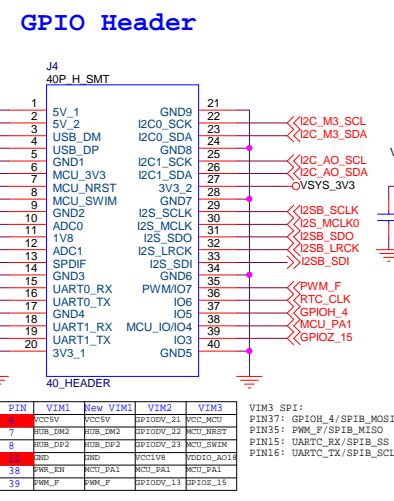 GPIO Header
J4
40P_H_SMT
1 5V_1 GND9 21
2 5V_2 I2C0_SCK 22 I2C_M3_SCL
3 USB_DM I2C0_SDA 23 I2C_M3_SDA
4 USB_DP GND8 24
5 GND1 I2C1_SCK 25 I2C_AO_SCL
6 MCU_3V3 I2C1_SDA 26 I2C_AO_SDA
7 MCU_NRST 3V3_2 27 VSYS_3V3
8 MCU_SWIM GND7 28
9 GND2 I2S_SCLK 29 I2SB_SCLK
10 ADC0 I2S_MCLK 30 I2S_MCLK0
11 1V8 I2S_SDO 31 I2SB_SDO
12 ADC1 I2S_LRCK 32 I2SB_LRCK
13 SPDIF I2S_SDI 33 I2SB_SDI
14 GND3 GND6 34
15 UART0_RX PWM/IO7 35 PWM_F
16 UART0_TX IO6 36 RTC_CLK
17 GND4 IO5 37 GPIOH_4
18 UART1_RX MCU_IO/IO4 38 MCU_PA1
19 UART1_TX IO3 39 GPIOZ_15
20 3V3_1 GND5 40
40_HEADER
PIN VIM1 New VIM1 VIM2 VIM3
6 VCC5V VCC5V GPIODV_21 VCC_MCU
7 HUB_DM2 HUB_DM2 GPIODV_22 MCU_NRST
8 HUB_DP2 HUB_DP2 GPIODV_23 MCU_SWIM
GND GND VCC1V8 VDDIO_AO18
38 PWR_EN MCU_PA1 MCU_PA1 MCU_PA1
39 PWM_F PWM_F GPIODV_13 GPIOZ_15
VIM3 SPI:
PIN37: GPIOH_4/SPIB_MOSI
PIN35: PWM_F/SPIB_MISO
PIN15: UARTC_RX/SPIB_SS
PIN16: UARTC_TX/SPIB_SCL